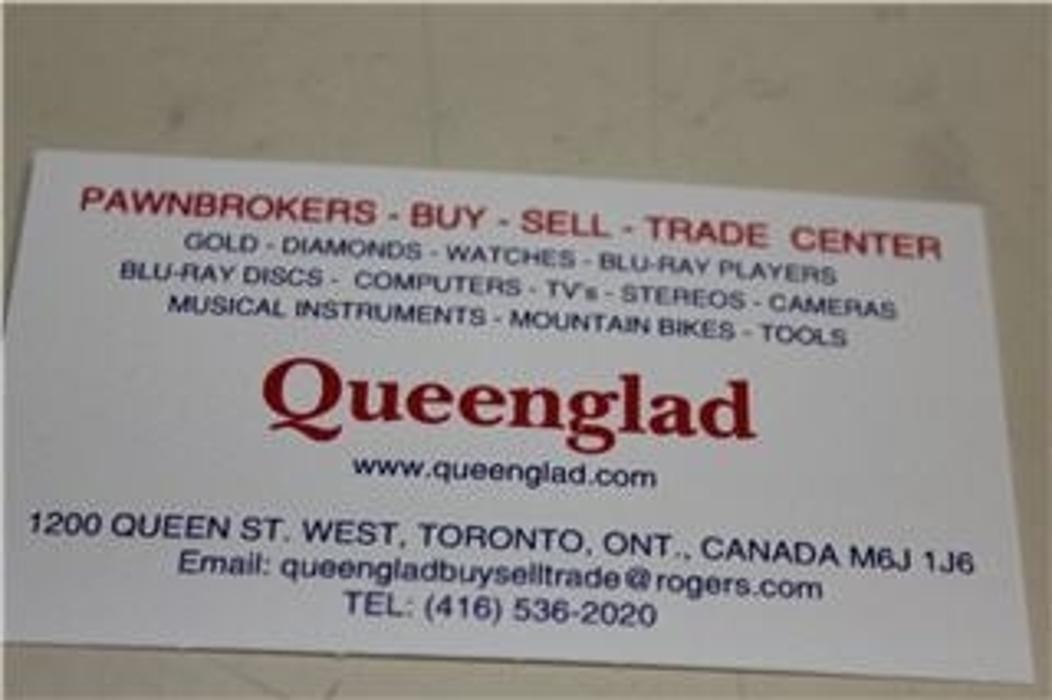 PAWNBROKERS - BUY - SELL - TRADE CENTER
GOLD - DIAMONDS - WATCHES - BLU-RAY PLAYERS
BLU-RAY DISCS - COMPUTERS - TV's - STEREOS - CAMERAS
MUSICAL INSTRUMENTS - MOUNTAIN BIKES - TOOLS
Queenglad
www.queenglad.com
1200 QUEEN ST. WEST, TORONTO, ONT., CANADA M6J 1J6
Email: queengladbuyselltrade@rogers.com
TEL: (416) 536-2020